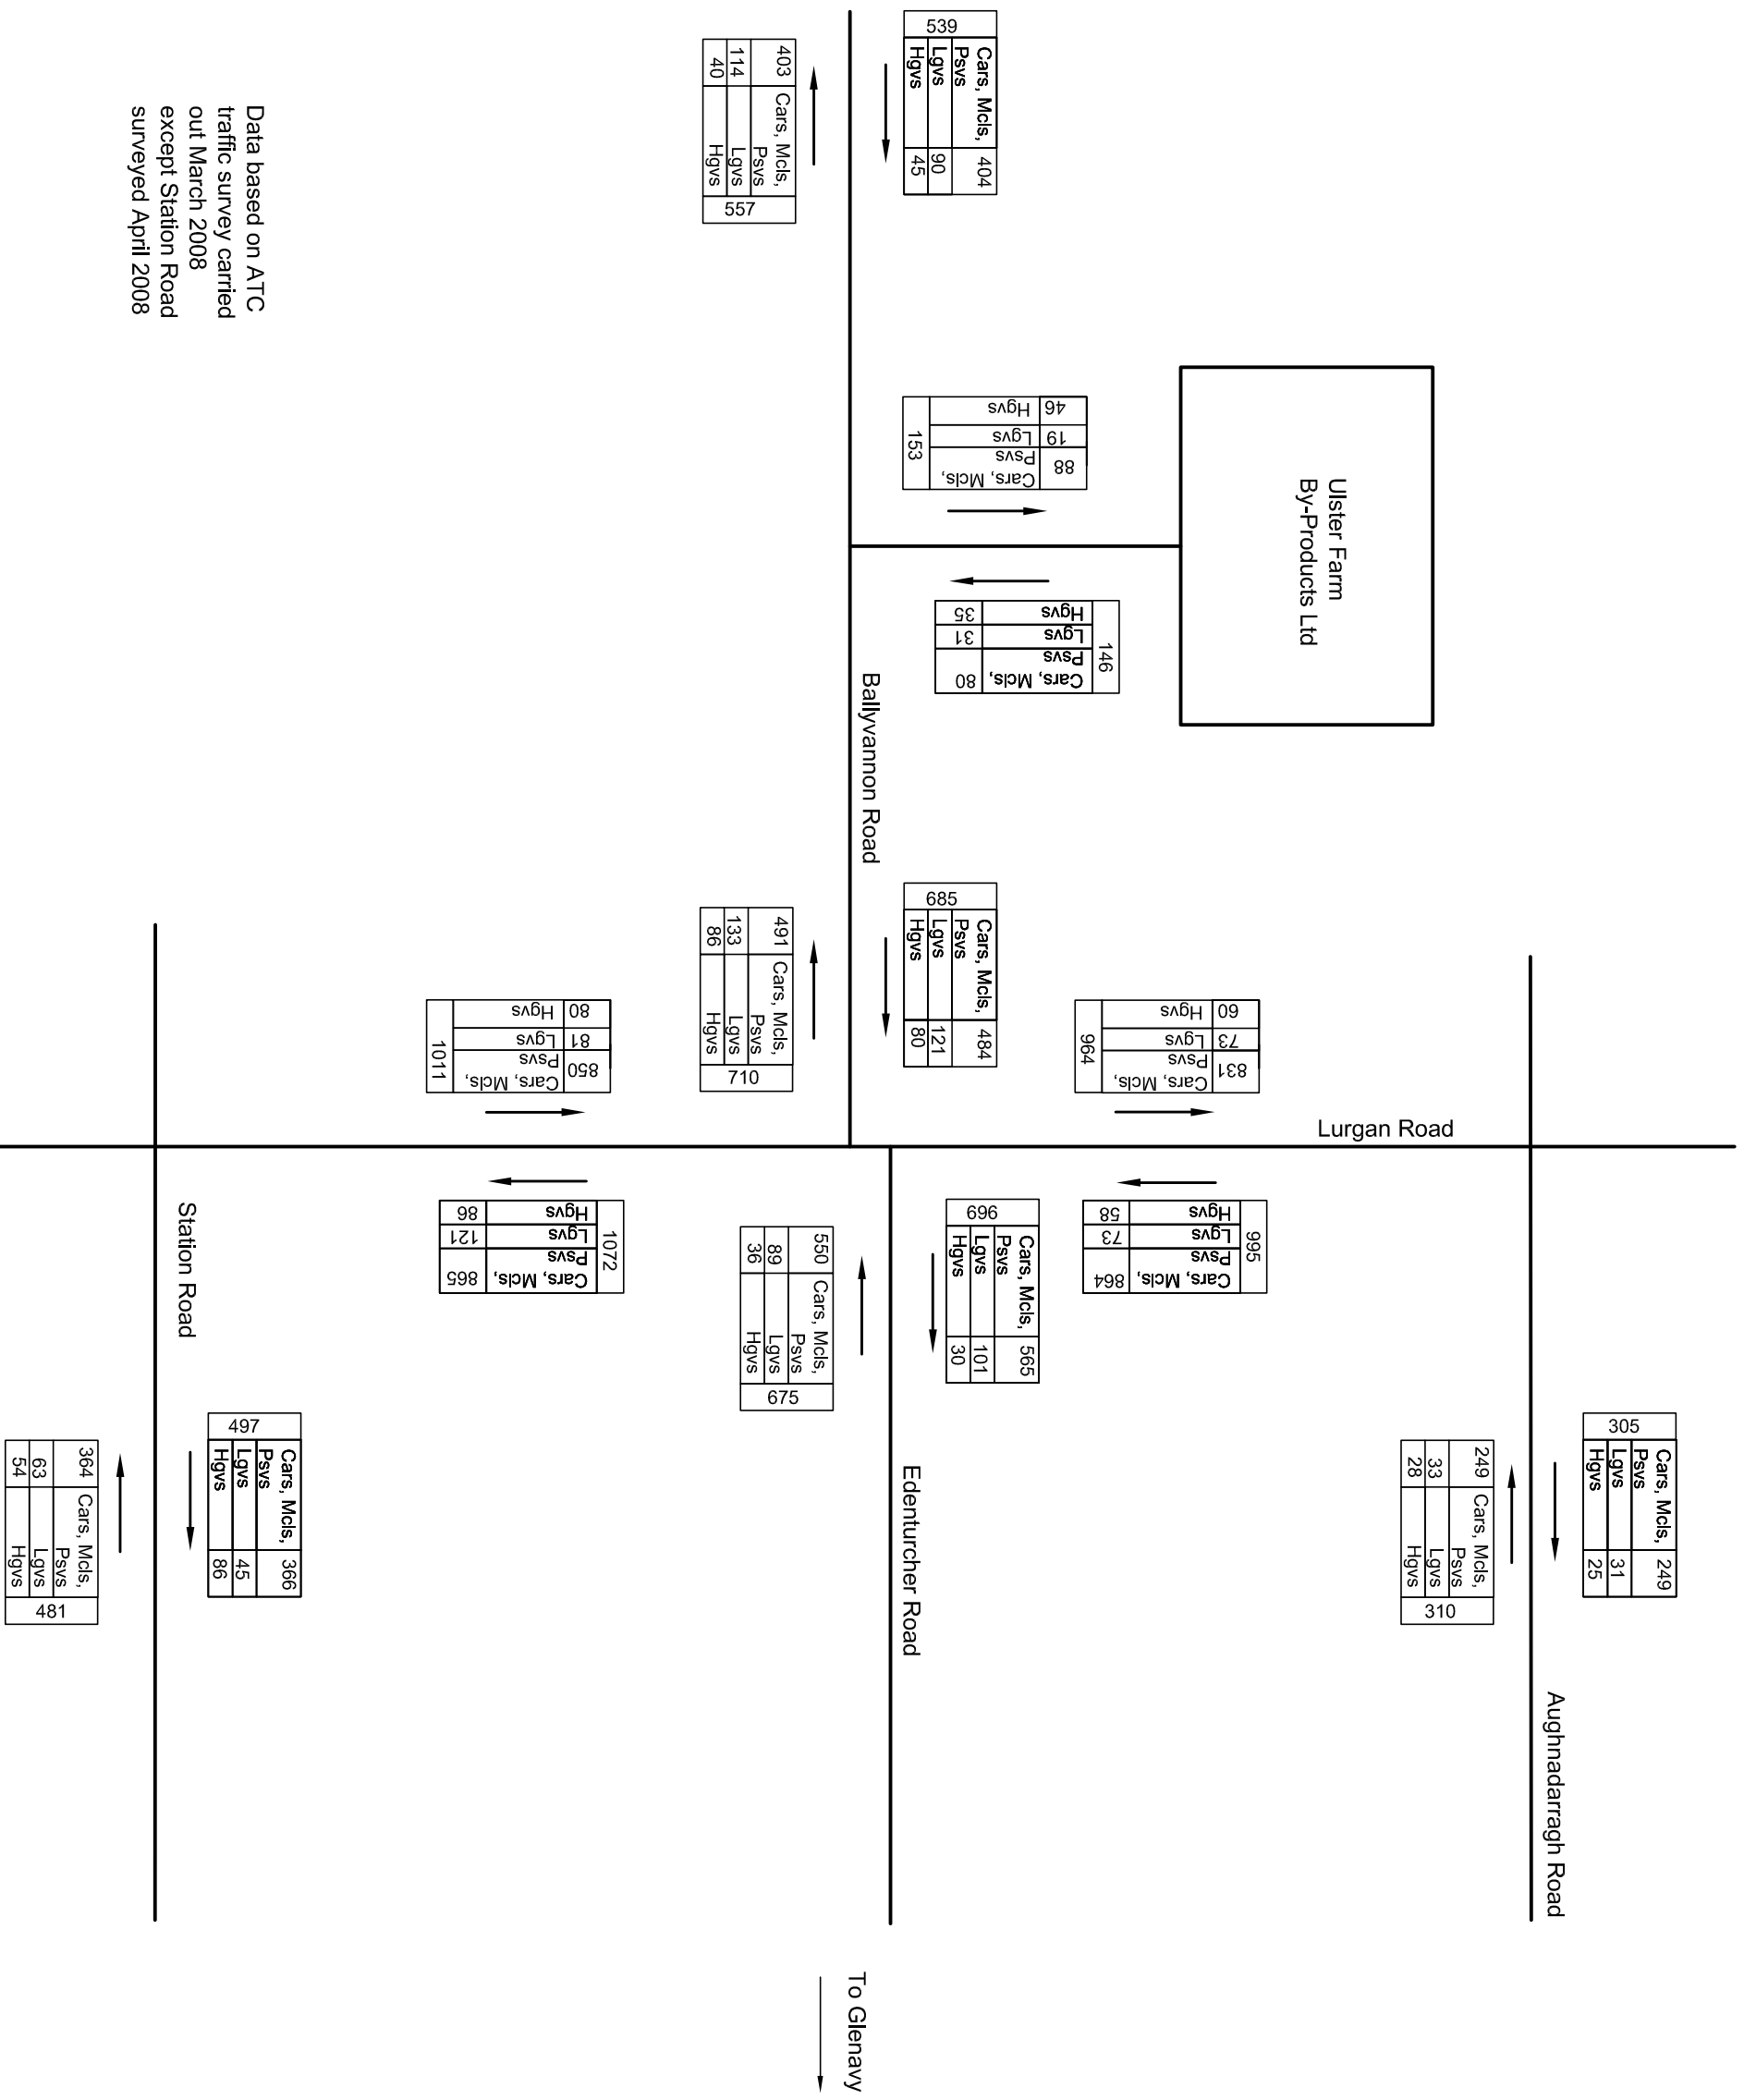 539
Cars, Mcls,
Psvs
404
Lgvs
90
Hgvs
45
403
Cars, Mcls,
Psvs
114
Lgvs
40
Hgvs
557
Data based on ATC
traffic survey carried
out March 2008
except Station Road
surveyed April 2008
Ulster Farm
By-Products Ltd
46
Hgvs
19
Lgvs
88
Cars, Mcls,
Psvs
153
146
Hgvs
35
Lgvs
31
Cars, Mcls,
Psvs
80
Ballyvannon Road
685
Cars, Mcls,
Psvs
484
Lgvs
121
Hgvs
80
491
Cars, Mcls,
Psvs
133
Lgvs
86
Hgvs
710
60
Hgvs
73
Lgvs
831
Cars, Mcls,
Psvs
964
80
Hgvs
81
Lgvs
850
Cars, Mcls,
Psvs
1011
Lurgan Road
995
Hgvs
58
Lgvs
73
Cars, Mcls,
Psvs
864
1072
Hgvs
86
Lgvs
121
Cars, Mcls,
Psvs
865
696
Cars, Mcls,
Psvs
565
Lgvs
101
Hgvs
30
550
Cars, Mcls,
Psvs
89
Lgvs
36
Hgvs
675
Station Road
497
Cars, Mcls,
Psvs
366
Lgvs
45
Hgvs
86
364
Cars, Mcls,
Psvs
63
Lgvs
54
Hgvs
481
Edenturcher Road
305
Cars, Mcls,
Psvs
249
Lgvs
31
Hgvs
25
249
Cars, Mcls,
Psvs
33
Lgvs
28
Hgvs
310
Aughnadarragh Road
To Glenavy